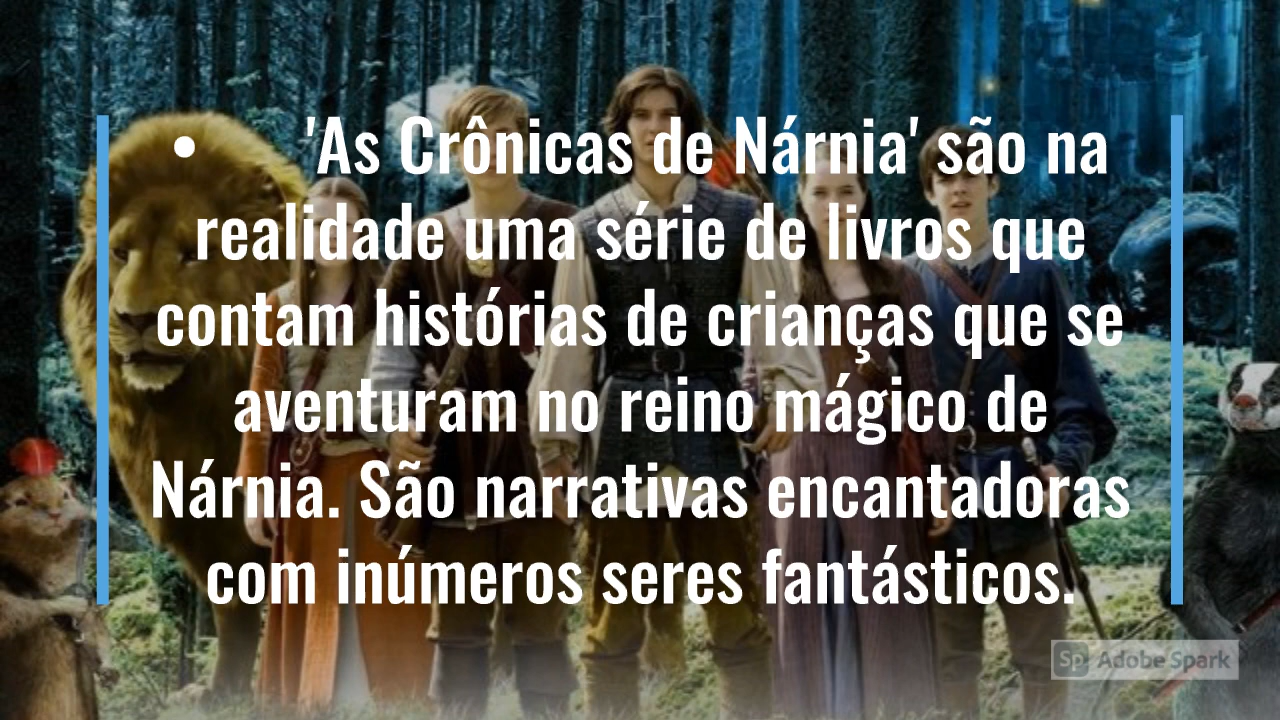 • 'As Crônicas de Nárnia' são na
realidade uma série de livros que
contam histórias de crianças que se
aventuram no reino mágico de
Nárnia. São narrativas encantadoras
com inúmeros seres fantásticos.
Sp Adobe Spark